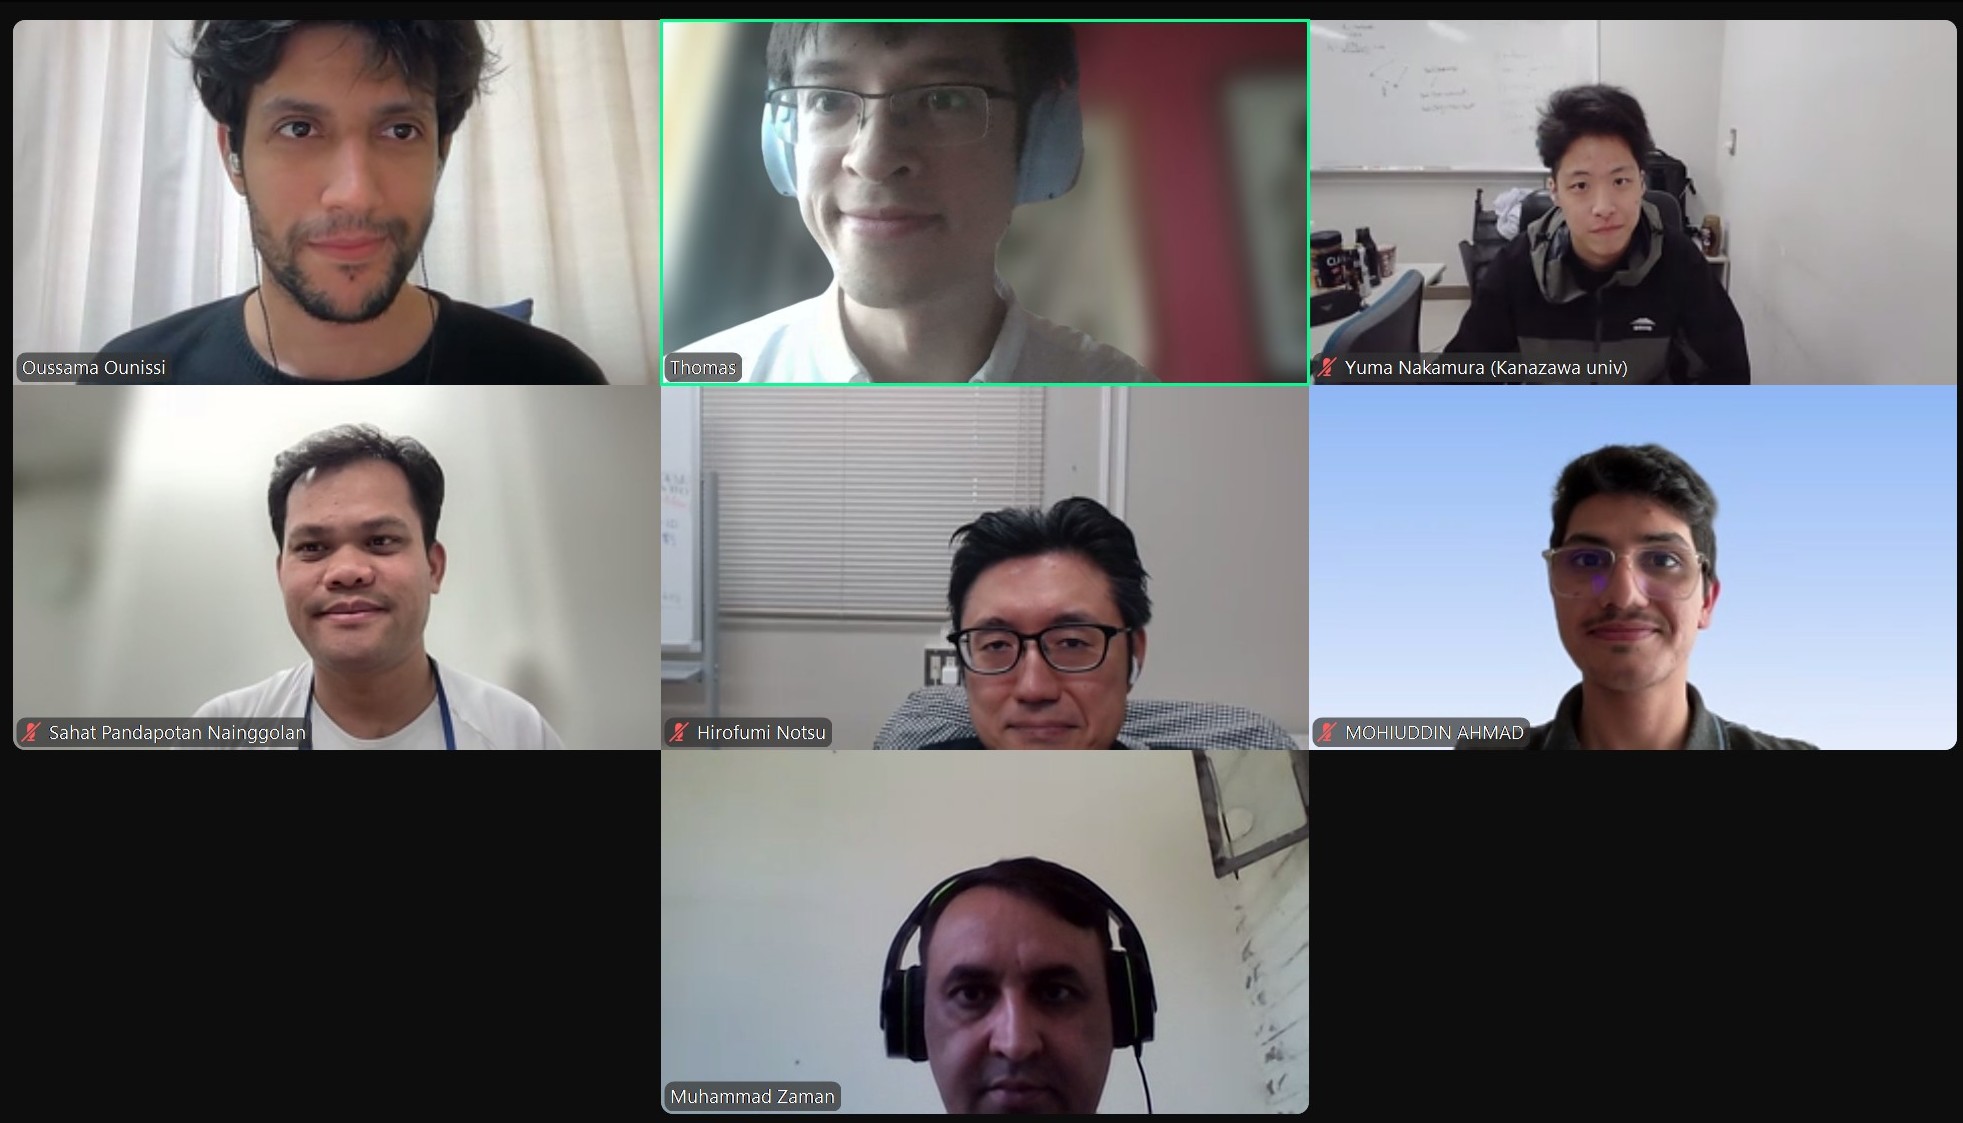 Oussama Ounissi
Thomas
Yuma Nakamura (Kanazawa univ)
Sahat Pandapotan Nainggolan
Hirofumi Notsu
MOHIUDDIN AHMAD
Muhammad Zaman